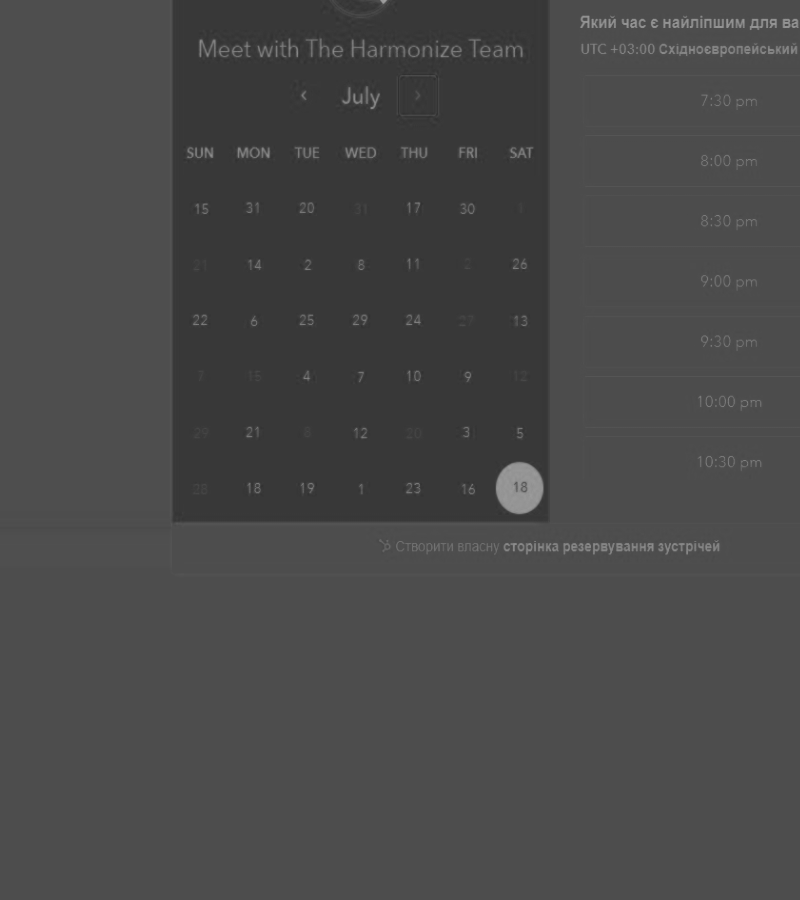 Meet with The Harmonize Team
‹ July ›
SUN MON TUE WED THU FRI SAT
15 31 20 31 17 30
21 14 2 8 11 2 26
22 6 25 29 24 27 13
7 15 4 7 10 9 12
29 21 8 12 20 3 5
28 18 19 1 23 16 18
Який час є найліпшим для ва
UTC +03:00 Східноєвропейський
7:30 pm
8:00 pm
8:30 pm
9:00 pm
9:30 pm
10:00 pm
10:30 pm
Створити власну сторінка резервування зустрічей